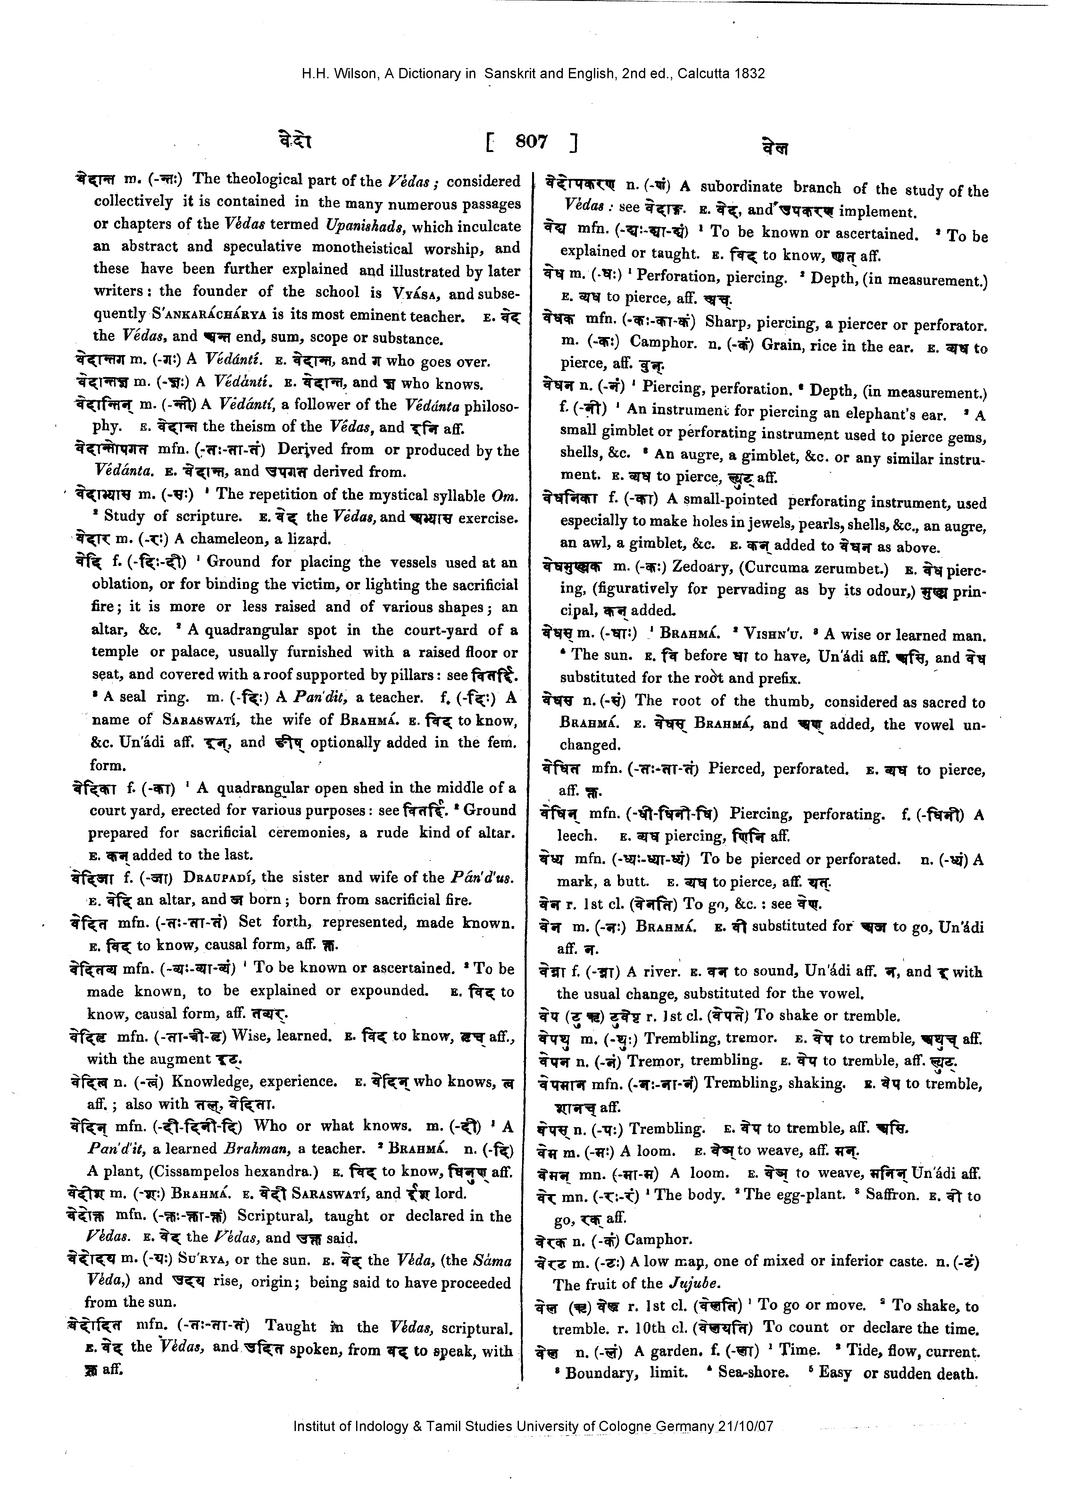 H.H. Wilson, A Dictionary in Sanskrit and English, 2nd ed., Calcutta 1832
वेदो [ 807 ] वेल
वेदान्त m. (-न्तः) The theological part of the Védas; considered
collectively it is contained in the many numerous passages
or chapters of the Védas termed Upanishads, which inculcate
an abstract and speculative monotheistical worship, and
these have been further explained and illustrated by later
writers: the founder of the school is VYÁSA, and subse-
quently S'ANKARÁCHÁRYA is its most eminent teacher. E. वेद
the Védas, and अन्त end, sum, scope or substance.
वेदान्तग m. (-गः) A Védántí. E. वेदान्त, and ग who goes over.
वेदान्तज्ञ m. (-ज्ञः) A Védántí. E. वेदान्त, and ज्ञ who knows.
वेदान्तिन् m. (-न्ती) A Védántí, a follower of the Védánta philoso-
phy. E. वेदान्त the theism of the Védas, and इनि aff.
वेदान्तोपगत mfn. (-तः-ता-तं) Derived from or produced by the
Védánta. E. वेदान्त, and उपगत derived from.
वेदाभ्यास m. (-सः) ¹ The repetition of the mystical syllable Om.
² Study of scripture. E. वेद the Védas, and अभ्यास exercise.
वेदार m. (-रः) A chameleon, a lizard.
वेदि f. (-दिः-दी) ¹ Ground for placing the vessels used at an
oblation, or for binding the victim, or lighting the sacrificial
fire; it is more or less raised and of various shapes; an
altar, &c. ² A quadrangular spot in the court-yard of a
temple or palace, usually furnished with a raised floor or
seat, and covered with a roof supported by pillars: see वितर्द्दि.
³ A seal ring. m. (-दिः) A Pan'dit, a teacher. f. (-दिः) A
name of SARASWATÍ, the wife of BRAHMÁ. E. विद to know,
&c. Un'ádi aff. इन्, and ङीष् optionally added in the fem.
form.
वेदिका f. (-का) ¹ A quadrangular open shed in the middle of a
court yard, erected for various purposes: see वितर्द्दि. ² Ground
prepared for sacrificial ceremonies, a rude kind of altar.
E. कन् added to the last.
वेदिजा f. (-जा) DRAUPADÍ, the sister and wife of the Pán'd'us.
E. वेदि an altar, and ज born; born from sacrificial fire.
वेदित mfn. (-तः-ता-तं) Set forth, represented, made known.
E. विद to know, causal form, aff. क्त.
वेदितव्य mfn. (-व्यः-व्या-व्यं) ¹ To be known or ascertained. ² To be
made known, to be explained or expounded. E. विद to
know, causal form, aff. तव्यर्.
वेदितृ mfn. (-ता-त्री-तृ) Wise, learned. E. विद to know, तृच् aff.,
with the augment इट्.
वेदित्व n. (-त्वं) Knowledge, experience. E. वेदिन् who knows, त्व
aff.; also with तल्, वेदिता.
वेदिन् mfn. (-दी-दिनी-दि) Who or what knows. m. (-दी) ¹ A
Pan'd'it, a learned Brahman, a teacher. ² BRAHMÁ. n. (-दि)
A plant, (Cissampelos hexandra.) E. विद to know, घिनुण् aff.
वेदीश m. (-शः) BRAHMÁ. E. वेदी SARASWATÍ, and ईश lord.
वेदोक्त mfn. (-क्तः-क्ता-क्तं) Scriptural, taught or declared in the
Védas. E. वेद the Védas, and उक्त said.
वेदोदय m. (-यः) SU'RYA, or the sun. E. वेद the Véda, (the Sáma
Véda,) and उदय rise, origin; being said to have proceeded
from the sun.
वेदोदित mfn. (-तः-ता-तं) Taught in the Védas, scriptural.
E. वेद the Védas, and उदित spoken, from वद to speak, with
क्त aff.
वेदोपकरण n. (-णं) A subordinate branch of the study of the
Védas: see वेदाङ्ग. E. वेद, and उपकरण implement.
वेद्य mfn. (-द्यः-द्या-द्यं) ¹ To be known or ascertained. ² To be
explained or taught. E. विद to know, ण्यत् aff.
वेध m. (-धः) ¹ Perforation, piercing. ² Depth, (in measurement.)
E. व्यध to pierce, aff. अच्.
वेधक mfn. (-कः-का-कं) Sharp, piercing, a piercer or perforator.
m. (-कः) Camphor. n. (-कं) Grain, rice in the ear. E. व्यध to
pierce, aff. वुन्.
वेधन n. (-नं) ¹ Piercing, perforation. ² Depth, (in measurement.)
f. (-नी) ¹ An instrument for piercing an elephant's ear. ² A
small gimblet or perforating instrument used to pierce gems,
shells, &c. ³ An augre, a gimblet, &c. or any similar instru-
ment. E. व्यध to pierce, ल्युट् aff.
वेधनिका f. (-का) A small-pointed perforating instrument, used
especially to make holes in jewels, pearls, shells, &c., an augre,
an awl, a gimblet, &c. E. कन् added to वेधन as above.
वेधमुख्यक m. (-कः) Zedoary, (Curcuma zerumbet.) E. वेध pierc-
ing, (figuratively for pervading as by its odour,) मुख्य prin-
cipal, कन् added.
वेधस् m. (-धाः) ¹ BRAHMÁ. ² VISHN'U. ³ A wise or learned man.
⁴ The sun. E. वि before धा to have, Un'ádi aff. असि, and वेध
substituted for the root and prefix.
वेधस n. (-सं) The root of the thumb, considered as sacred to
BRAHMÁ. E. वेधस् BRAHMÁ, and अण् added, the vowel un-
changed.
वेधित mfn. (-तः-ता-तं) Pierced, perforated. E. व्यध to pierce,
aff. क्त.
वेधिन् mfn. (-धी-धिनी-धि) Piercing, perforating. f. (-धिनी) A
leech. E. व्यध piercing, णिनि aff.
वेध्य mfn. (-ध्यः-ध्या-ध्यं) To be pierced or perforated. n. (-ध्यं) A
mark, a butt. E. व्यध to pierce, aff. यत्.
वेन r. 1st cl. (वेनति) To go, &c.: see वेण्.
वेन m. (-नः) BRAHMÁ. E. वी substituted for अज to go, Un'ádi
aff. न.
वेन्ना f. (-न्ना) A river. E. वन to sound, Un'ádi aff. न, and इ with
the usual change, substituted for the vowel.
वेप (टु ऋ) टुवेपृ r. 1st cl. (वेपते) To shake or tremble.
वेपथु m. (-थुः) Trembling, tremor. E. वेप to tremble, अथुच् aff.
वेपन n. (-नं) Tremor, trembling. E. वेप to tremble, aff. ल्युट्.
वेपमान mfn. (-नः-ना-नं) Trembling, shaking. E. वेप to tremble,
शानच् aff.
वेपस् n. (-पः) Trembling. E. वेप to tremble, aff. असि.
वेम m. (-मः) A loom. E. वेञ् to weave, aff. मन्.
वेमन् mn. (-मा-म) A loom. E. वेञ् to weave, मनिन् Un'ádi aff.
वेर mn. (-रः-रं) ¹ The body. ² The egg-plant. ³ Saffron. E. वी to
go, रक् aff.
वेरक n. (-कं) Camphor.
वेरट m. (-टः) A low map, one of mixed or inferior caste. n. (-टं)
The fruit of the Jujube.
वेल (ऋ) वेलृ r. 1st cl. (वेलति) ¹ To go or move. ² To shake, to
tremble. r. 10th cl. (वेलयति) To count or declare the time.
वेल n. (-लं) A garden. f. (-ला) ¹ Time. ² Tide, flow, current.
³ Boundary, limit. ⁴ Sea-shore. ⁵ Easy or sudden death.
Institut of Indology & Tamil Studies University of Cologne Germany 21/10/07